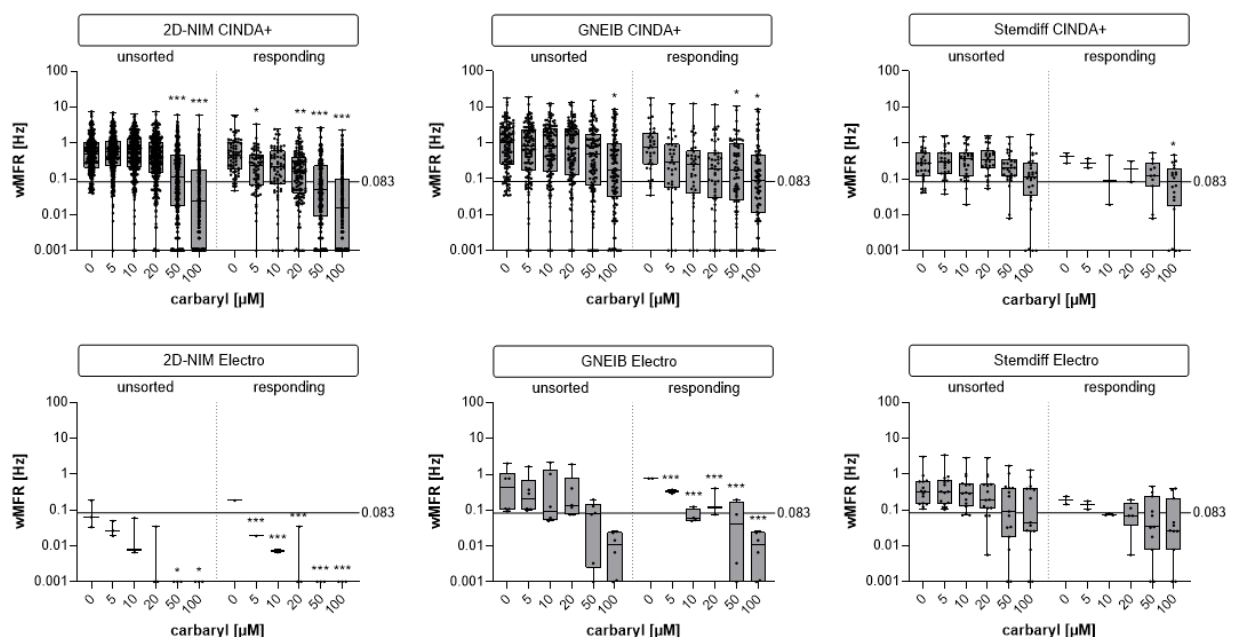 2D-NIM CINDA+
unsorted responding
wMFR [Hz]
100
10
1
0.1
0.01
0.001
*** *** * ** *** ***
0.083
0 5 10 20 50 100 0 5 10 20 50 100
carbaryl [µM]
GNEIB CINDA+
unsorted responding
wMFR [Hz]
100
10
1
0.1
0.01
0.001
* * *
0.083
0 5 10 20 50 100 0 5 10 20 50 100
carbaryl [µM]
Stemdiff CINDA+
unsorted responding
wMFR [Hz]
100
10
1
0.1
0.01
0.001
*
0.083
0 5 10 20 50 100 0 5 10 20 50 100
carbaryl [µM]
2D-NIM Electro
unsorted responding
wMFR [Hz]
100
10
1
0.1
0.01
0.001
* * *** *** *** *** ***
0.083
0 5 10 20 50 100 0 5 10 20 50 100
carbaryl [µM]
GNEIB Electro
unsorted responding
wMFR [Hz]
100
10
1
0.1
0.01
0.001
*** *** *** *** ***
0.083
0 5 10 20 50 100 0 5 10 20 50 100
carbaryl [µM]
Stemdiff Electro
unsorted responding
wMFR [Hz]
100
10
1
0.1
0.01
0.001
0.083
0 5 10 20 50 100 0 5 10 20 50 100
carbaryl [µM]